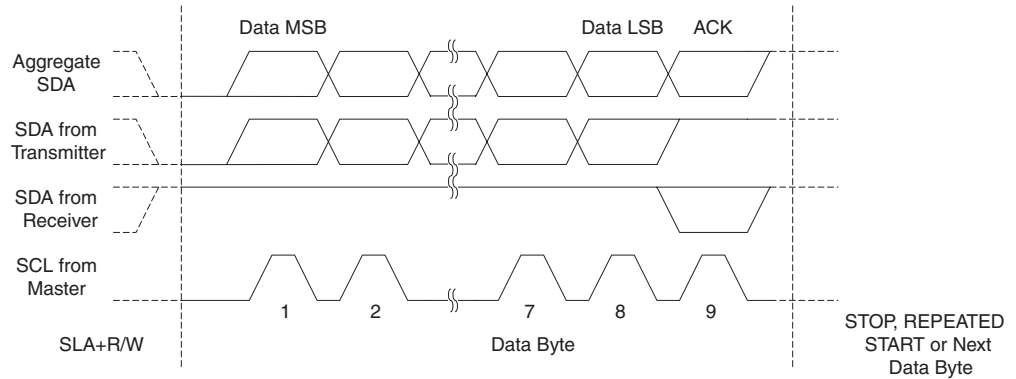 Data MSB
Data LSB
ACK
Aggregate
SDA
SDA from
Transmitter
SDA from
Receiver
SCL from
Master
1
2
7
8
9
SLA+R/W
Data Byte
STOP, REPEATED
START or Next
Data Byte